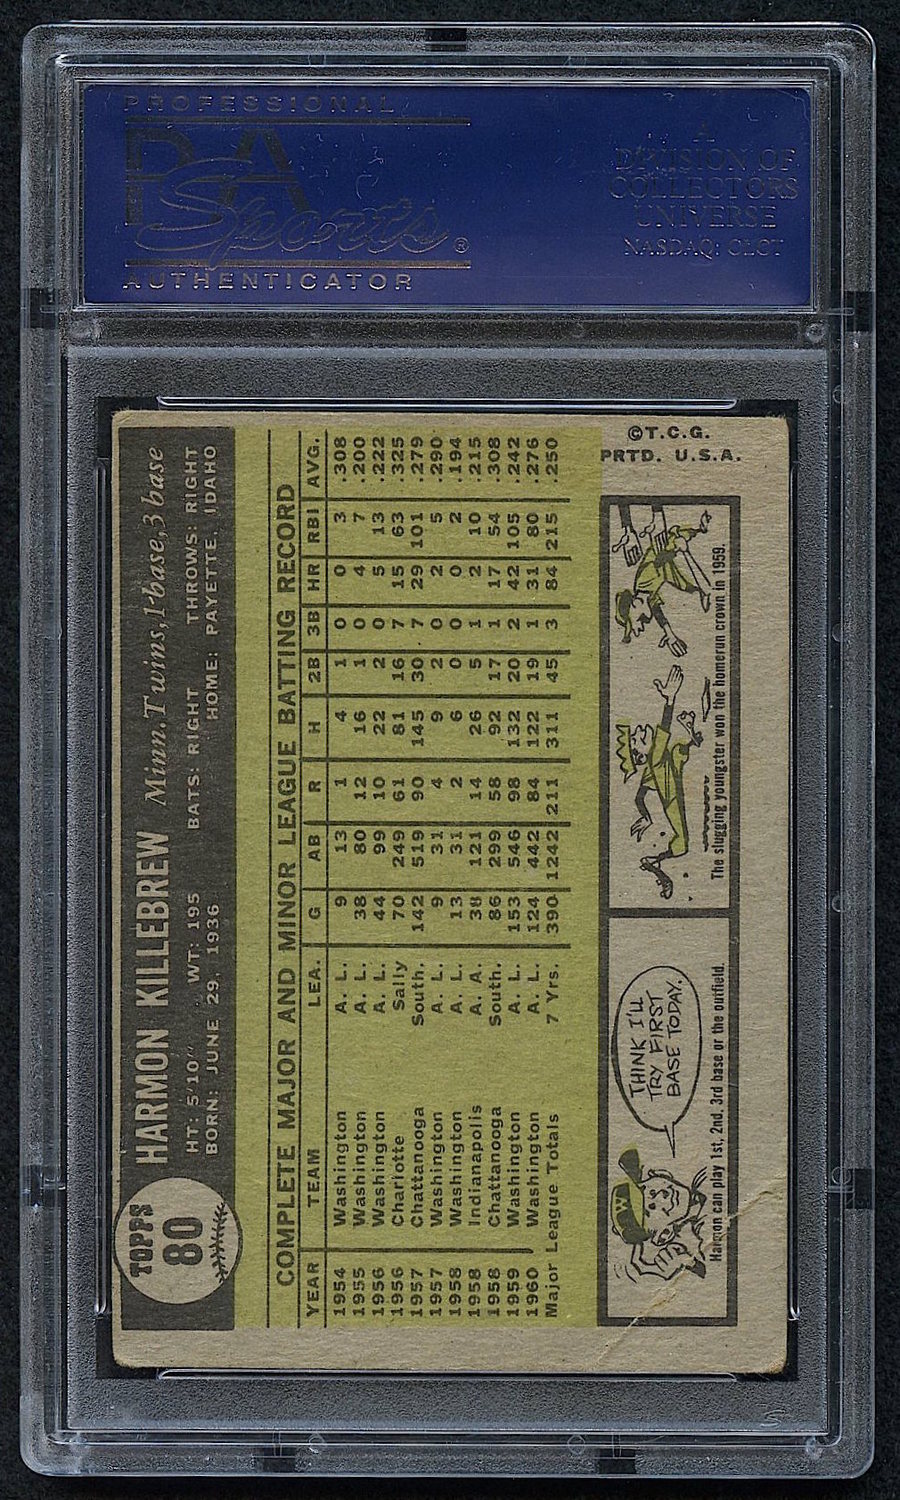 PROFESSIONAL
PSA
Sports®
AUTHENTICATOR
A
DIVISION OF
COLLECTORS
UNIVERSE
NASDAQ: CLCT
TOPPS
80
HARMON KILLEBREW Minn. Twins, 1'base, 3 base
HT: 5'10" WT: 195 BATS: RIGHT THROWS: RIGHT
BORN: JUNE 29, 1936 HOME: PAYETTE, IDAHO
COMPLETE MAJOR AND MINOR LEAGUE BATTING RECORD
YEAR TEAM LEA. G AB R H 2B 3B HR RBI AVG.
1954 Washington A. L. 9 13 1 4 1 0 0 3 .308
1955 Washington A. L. 38 80 12 16 1 0 4 7 .200
1956 Washington A. L. 44 99 10 22 2 0 5 13 .222
1956 Charlotte Sally 70 249 61 81 16 7 15 63 .325
1957 Chattanooga South. 142 519 90 145 30 7 29 101 .279
1957 Washington A. L. 9 31 4 9 2 0 2 5 .290
1958 Washington A. L. 13 31 2 6 0 0 0 2 .194
1958 Indianapolis A. A. 38 121 14 26 5 1 2 10 .215
1958 Chattanooga South. 86 299 58 92 17 1 17 54 .308
1959 Washington A. L. 153 546 98 132 20 2 42 105 .242
1960 Washington A. L. 124 442 84 122 19 1 31 80 .276
Major League Totals 7 Yrs. 390 1242 211 311 45 3 84 215 .250
W
THINK I'LL
TRY FIRST
BASE TODAY.
Harmon can play 1st, 2nd, 3rd base or the outfield.
The slugging youngster won the homerun crown in 1959.
©T.C.G.
PRTD. U.S.A.